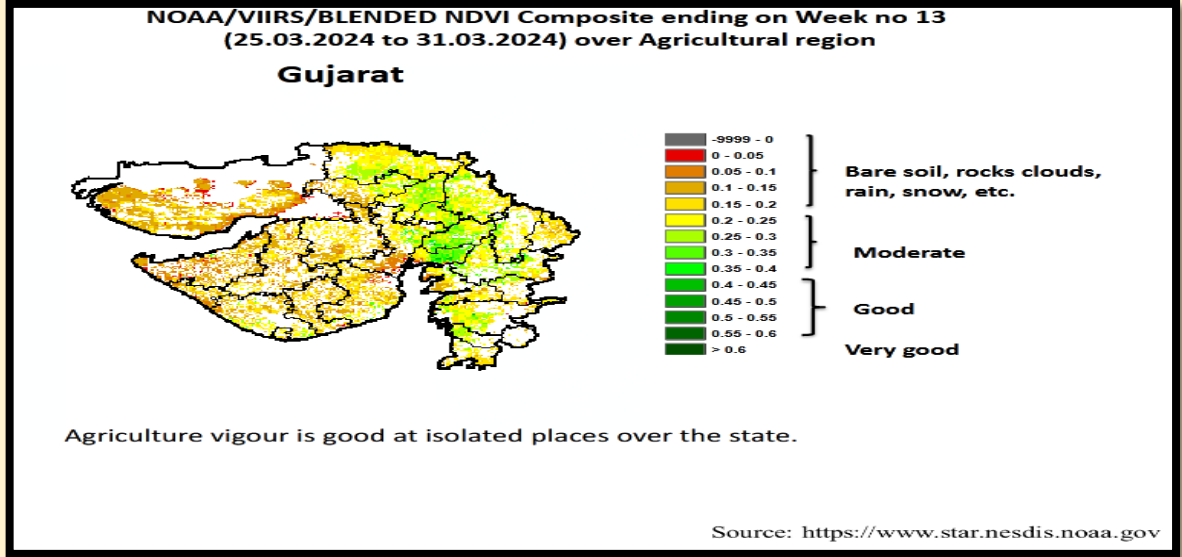 NOAA/VIIRS/BLENDED NDVI Composite ending on Week no 13
(25.03.2024 to 31.03.2024) over Agricultural region
Gujarat
-9999 - 0
0 - 0.05
0.05 - 0.1
0.1 - 0.15
0.15 - 0.2
0.2 - 0.25
0.25 - 0.3
0.3 - 0.35
0.35 - 0.4
0.4 - 0.45
0.45 - 0.5
0.5 - 0.55
0.55 - 0.6
> 0.6
Bare soil, rocks clouds,
rain, snow, etc.
Moderate
Good
Very good
Agriculture vigour is good at isolated places over the state.
Source: https://www.star.nesdis.noaa.gov